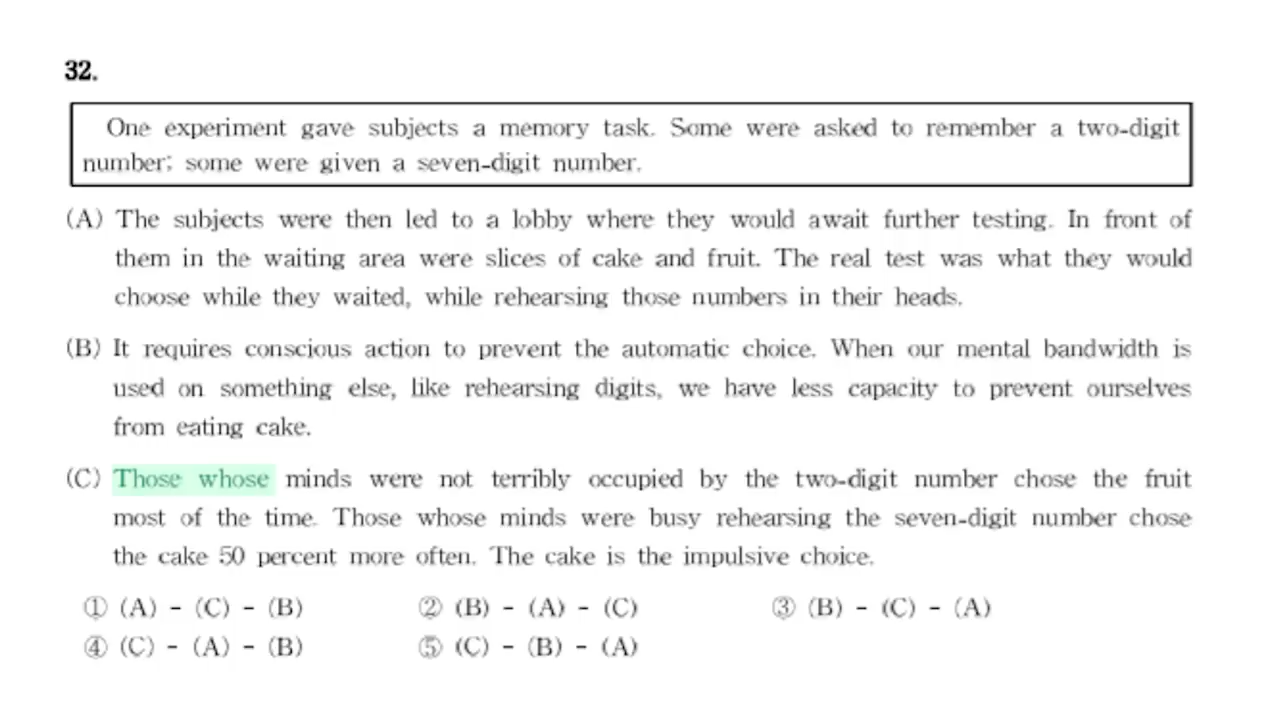 32.
One experiment gave subjects a memory task. Some were asked to remember a two-digit
number; some were given a seven-digit number.
(A) The subjects were then led to a lobby where they would await further testing. In front of
them in the waiting area were slices of cake and fruit. The real test was what they would
choose while they waited, while rehearsing those numbers in their heads.
(B) It requires conscious action to prevent the automatic choice. When our mental bandwidth is
used on something else, like rehearsing digits, we have less capacity to prevent ourselves
from eating cake.
(C) Those whose minds were not terribly occupied by the two-digit number chose the fruit
most of the time. Those whose minds were busy rehearsing the seven-digit number chose
the cake 50 percent more often. The cake is the impulsive choice.
① (A) - (C) - (B) ② (B) - (A) - (C) ③ (B) - (C) - (A)
④ (C) - (A) - (B) ⑤ (C) - (B) - (A)